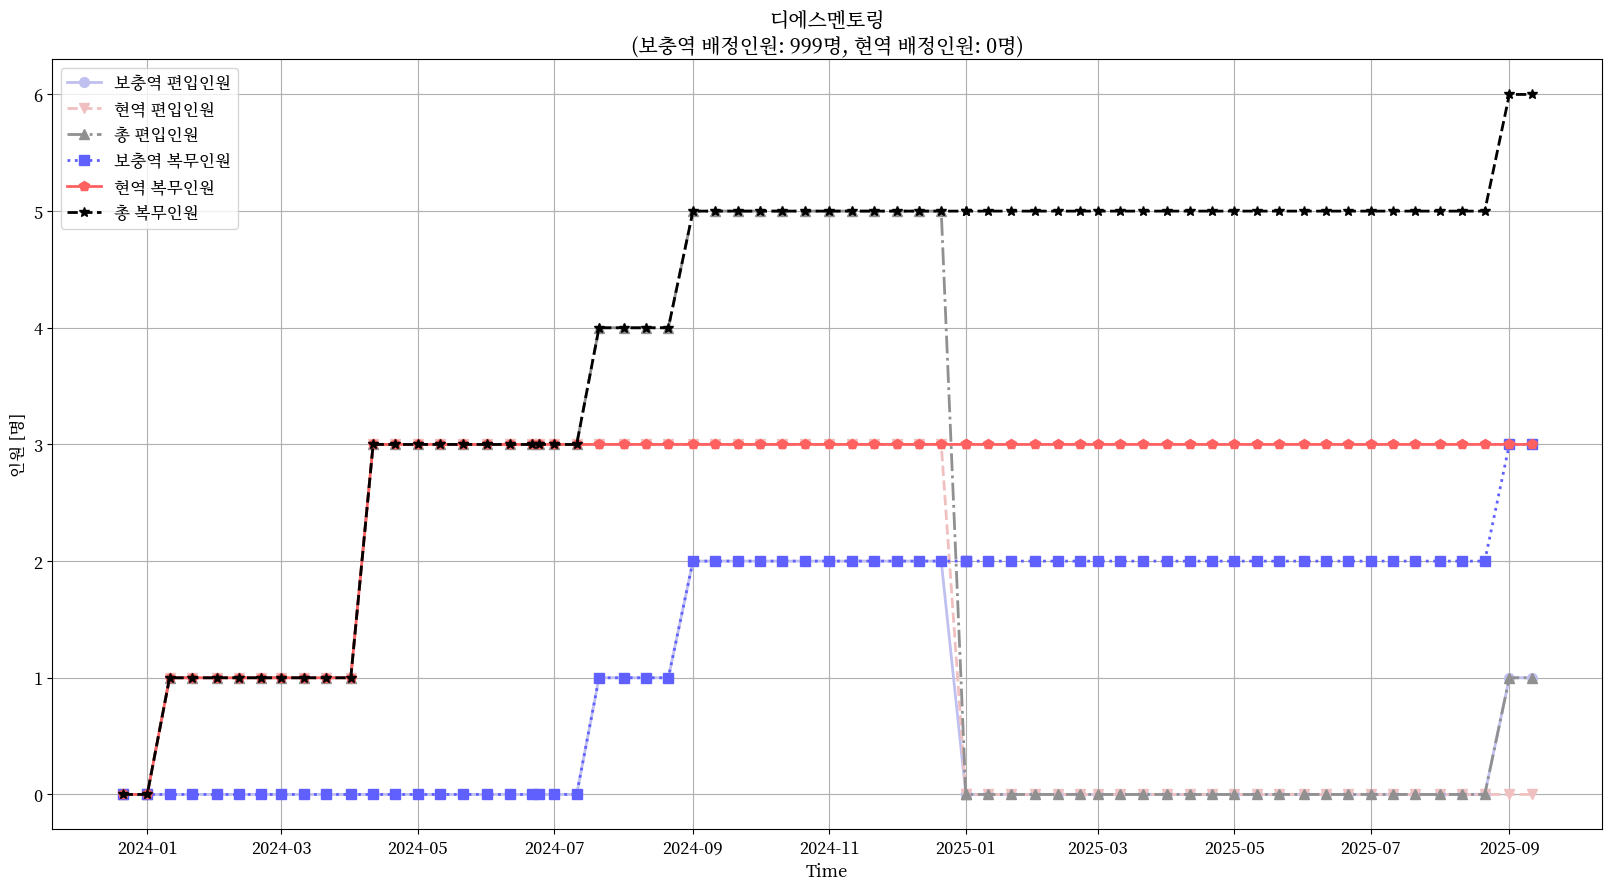 디에스멘토링
(보충역 배정인원: 999명, 현역 배정인원: 0명)
보충역 편입인원
현역 편입인원
총 편입인원
보충역 복무인원
현역 복무인원
총 복무인원
인원 [명]
6
5
4
3
2
1
0
2024-01
2024-03
2024-05
2024-07
2024-09
2024-11
2025-01
2025-03
2025-05
2025-07
2025-09
Time